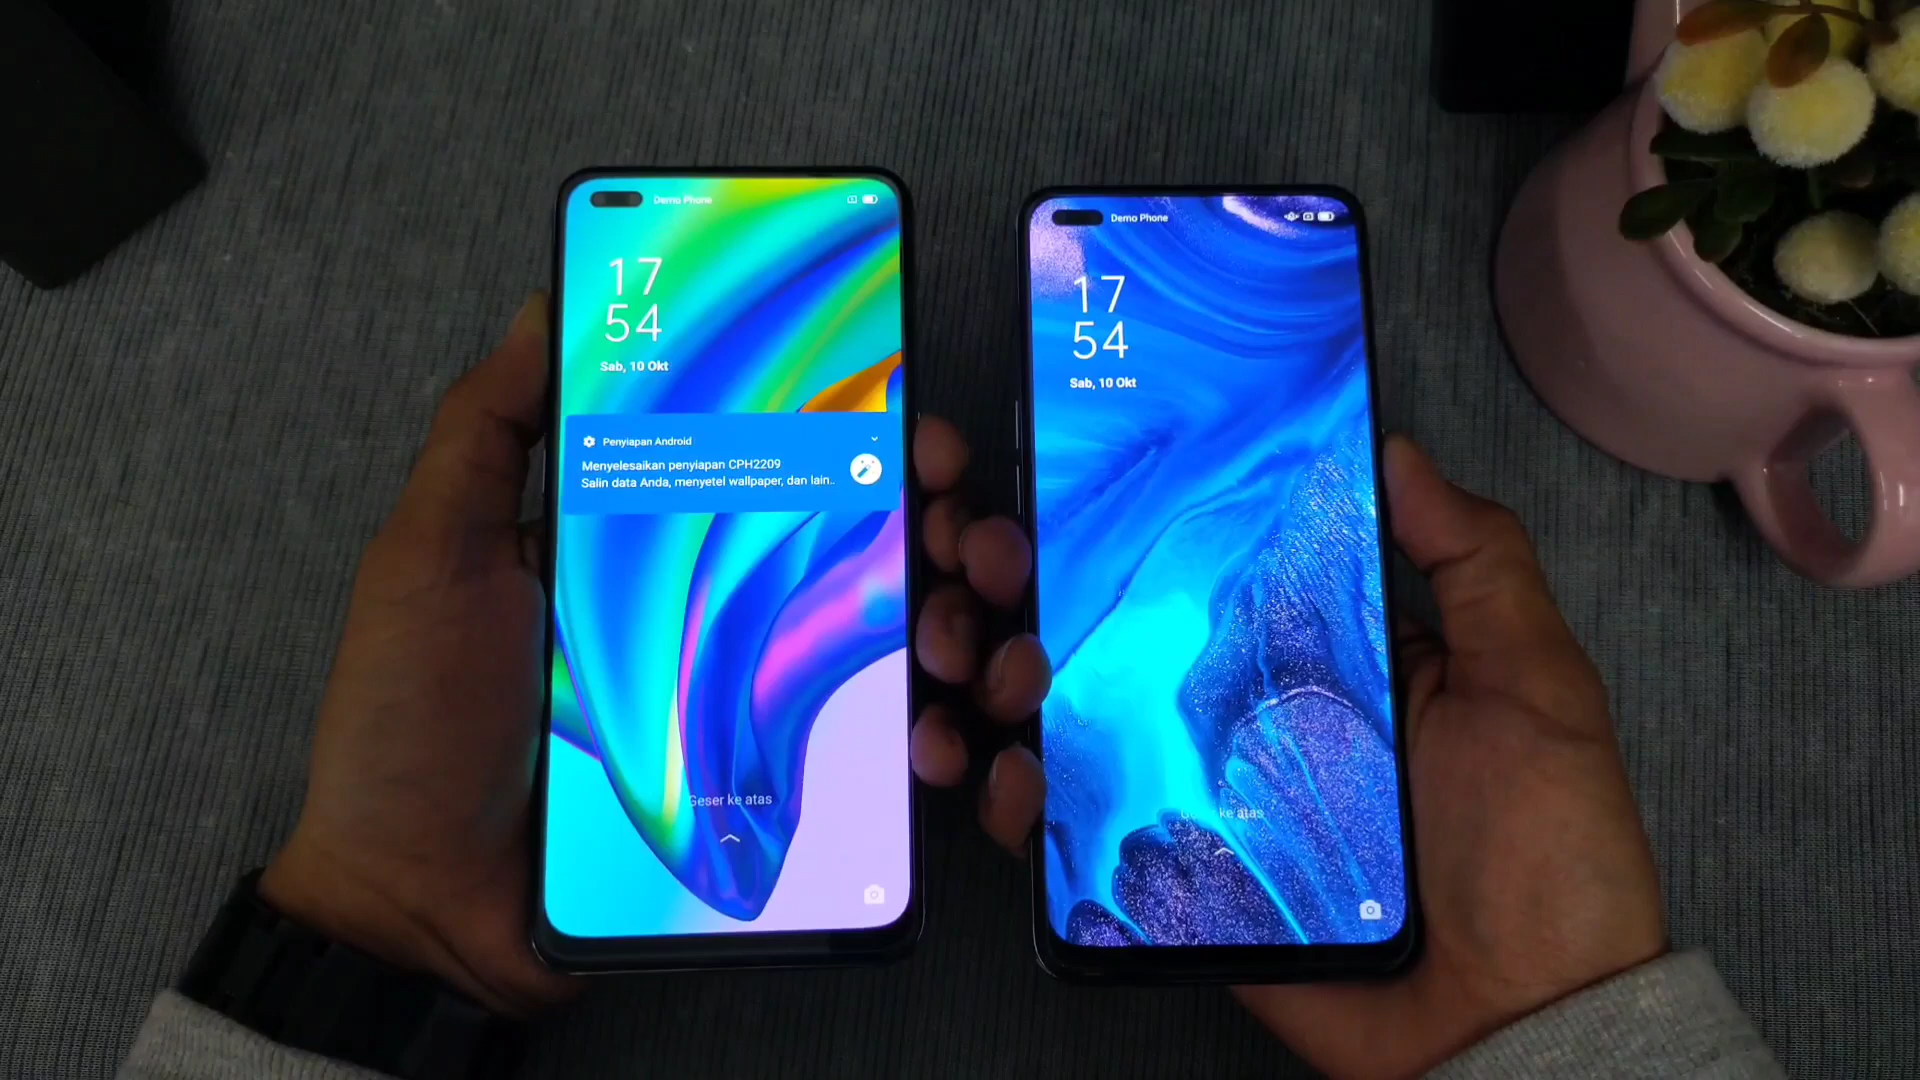 Demo Phone
17
54
Sab, 10 Okt
Penyiapan Android
Menyelesaikan penyiapan CPH2209
Salin data Anda, menyetel wallpaper, dan lain..
Geser ke atas
Demo Phone
17
54
Sab, 10 Okt
ke atas